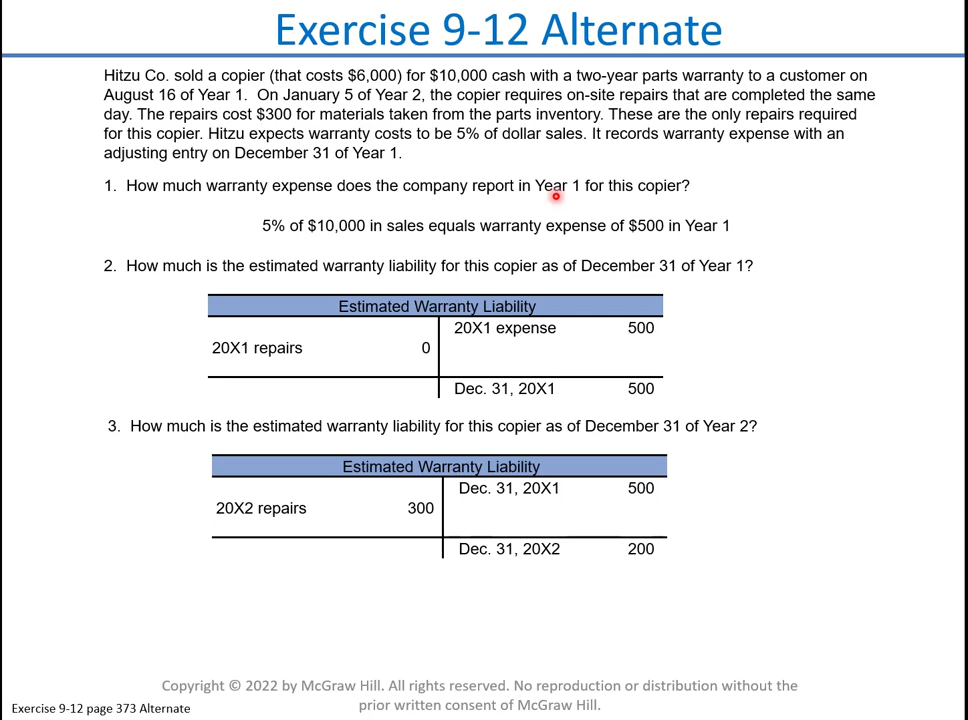 Exercise 9-12 Alternate
Hitzu Co. sold a copier (that costs $6,000) for $10,000 cash with a two-year parts warranty to a customer on
August 16 of Year 1.  On January 5 of Year 2, the copier requires on-site repairs that are completed the same
day. The repairs cost $300 for materials taken from the parts inventory. These are the only repairs required
for this copier. Hitzu expects warranty costs to be 5% of dollar sales. It records warranty expense with an
adjusting entry on December 31 of Year 1.
1.  How much warranty expense does the company report in Year 1 for this copier?
5% of $10,000 in sales equals warranty expense of $500 in Year 1
2.  How much is the estimated warranty liability for this copier as of December 31 of Year 1?
Estimated Warranty Liability
20X1 expense 500
20X1 repairs 0
Dec. 31, 20X1 500
3.  How much is the estimated warranty liability for this copier as of December 31 of Year 2?
Estimated Warranty Liability
Dec. 31, 20X1 500
20X2 repairs 300
Dec. 31, 20X2 200
Copyright © 2022 by McGraw Hill. All rights reserved. No reproduction or distribution without the
prior written consent of McGraw Hill.
Exercise 9-12 page 373 Alternate